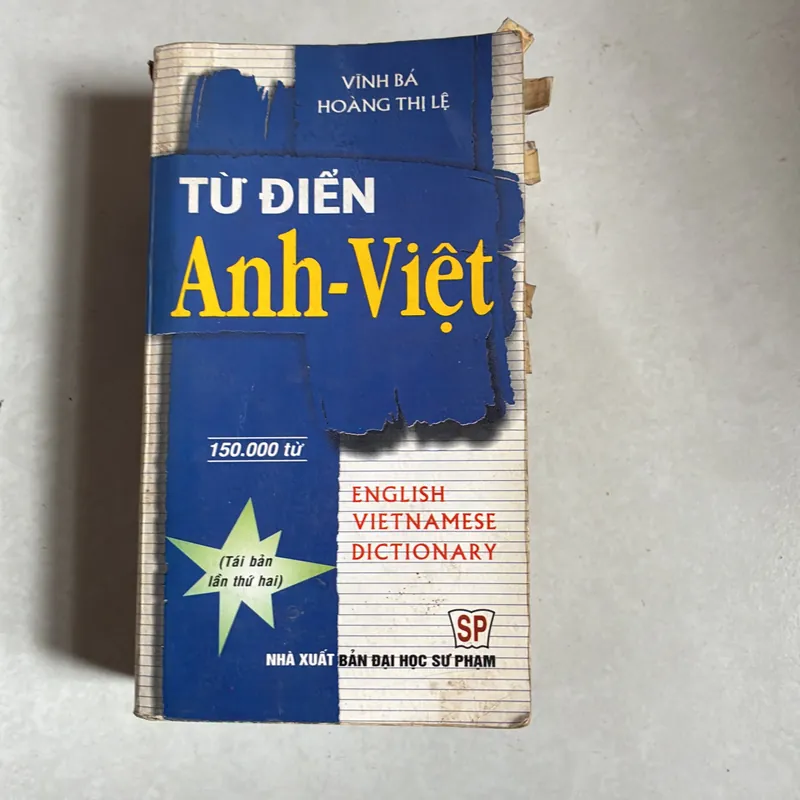 VĨNH BÁ
HOÀNG THỊ LỆ
TỪ ĐIỂN
Anh-Việt
150.000 từ
ENGLISH
VIETNAMESE
DICTIONARY
(Tái bản
lần thứ hai)
SP
NHÀ XUẤT BẢN ĐẠI HỌC SƯ PHẠM